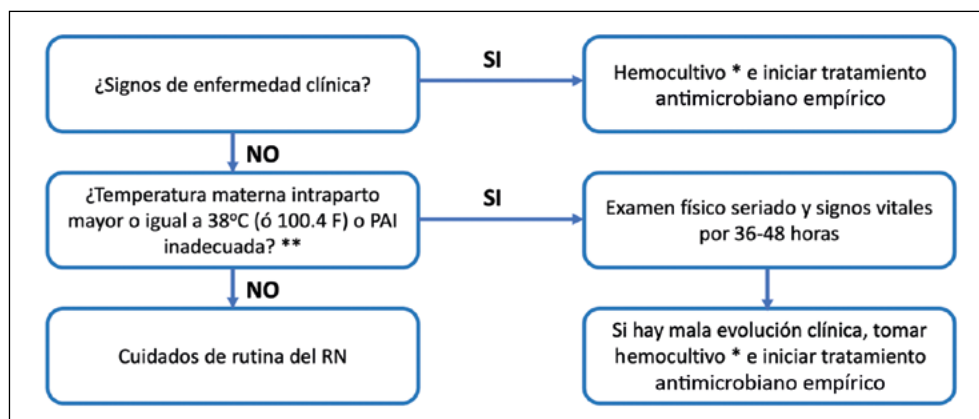 ¿Signos de enfermedad clínica?
SI
Hemocultivo * e iniciar tratamiento
antimicrobiano empírico
NO
¿Temperatura materna intraparto
mayor o igual a 38ºC (ó 100.4 F) o PAI
inadecuada? **
SI
Examen físico seriado y signos vitales
por 36-48 horas
NO
Cuidados de rutina del RN
Si hay mala evolución clínica, tomar
hemocultivo * e iniciar tratamiento
antimicrobiano empírico